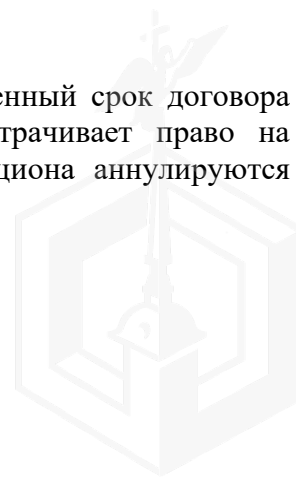 енный срок договора
трачивает право на
циона аннулируются